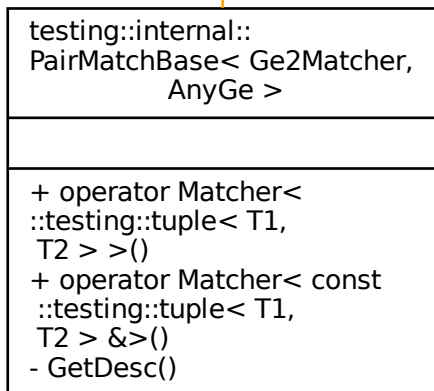 testing::internal::
PairMatchBase< Ge2Matcher,
AnyGe >
+ operator Matcher<
::testing::tuple< T1,
T2 > >()
+ operator Matcher< const
::testing::tuple< T1,
T2 > &>()
- GetDesc()